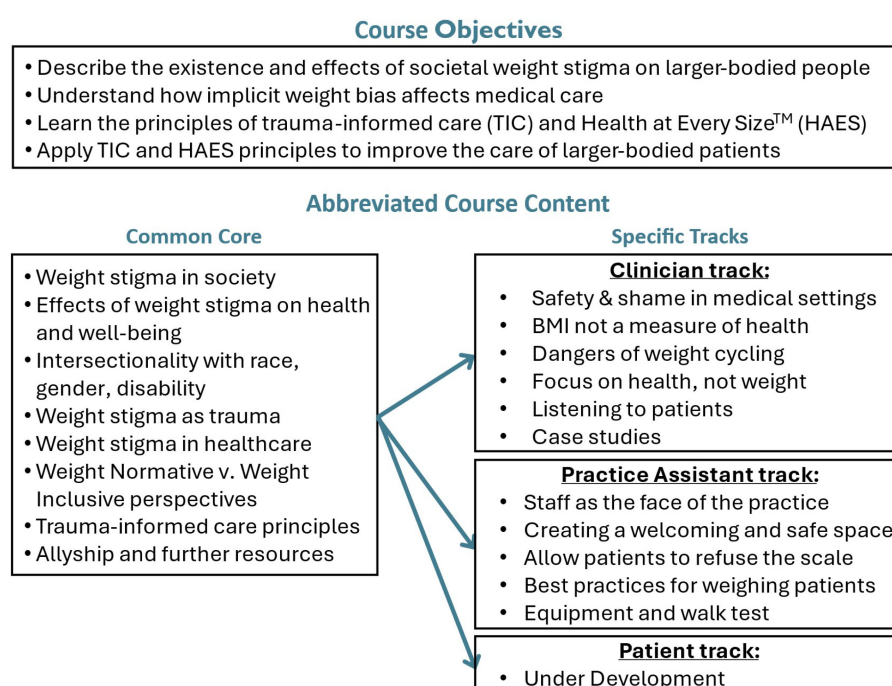 Course Objectives
• Describe the existence and effects of societal weight stigma on larger-bodied people
• Understand how implicit weight bias affects medical care
• Learn the principles of trauma-informed care (TIC) and Health at Every Size™ (HAES)
• Apply TIC and HAES principles to improve the care of larger-bodied patients
Abbreviated Course Content
Common Core
• Weight stigma in society
• Effects of weight stigma on health
and well-being
• Intersectionality with race,
gender, disability
• Weight stigma as trauma
• Weight stigma in healthcare
• Weight Normative v. Weight
Inclusive perspectives
• Trauma-informed care principles
• Allyship and further resources
Specific Tracks
Clinician track:
• Safety & shame in medical settings
• BMI not a measure of health
• Dangers of weight cycling
• Focus on health, not weight
• Listening to patients
• Case studies
Practice Assistant track:
• Staff as the face of the practice
• Creating a welcoming and safe space
• Allow patients to refuse the scale
• Best practices for weighing patients
• Equipment and walk test
Patient track:
• Under Development